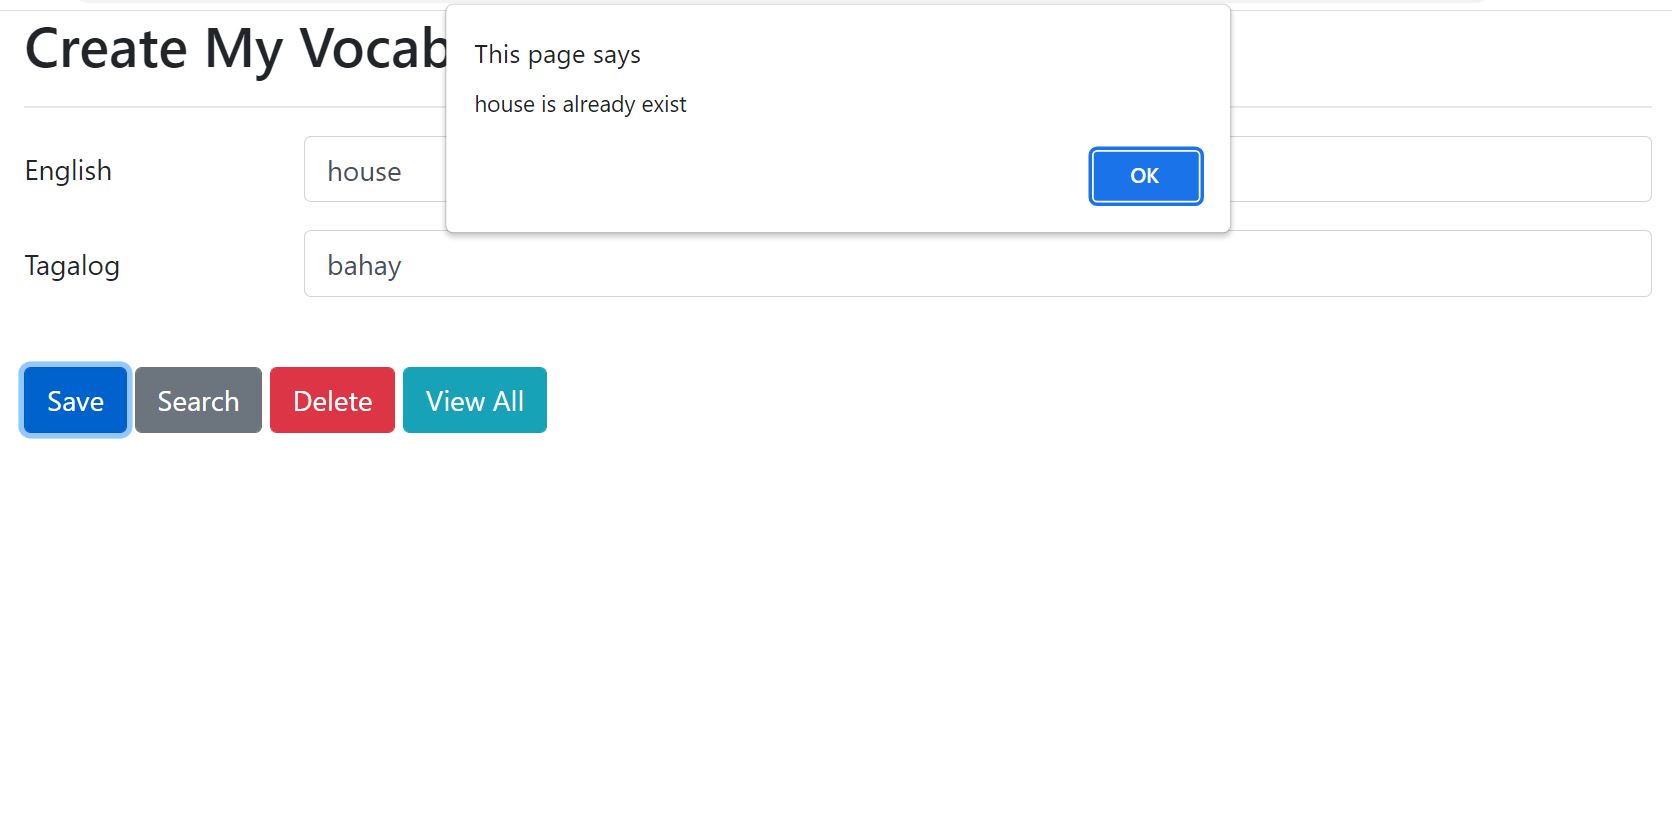 Create My Vocab
This page says
house is already exist
OK
English
house
Tagalog
bahay
Save Search Delete View All